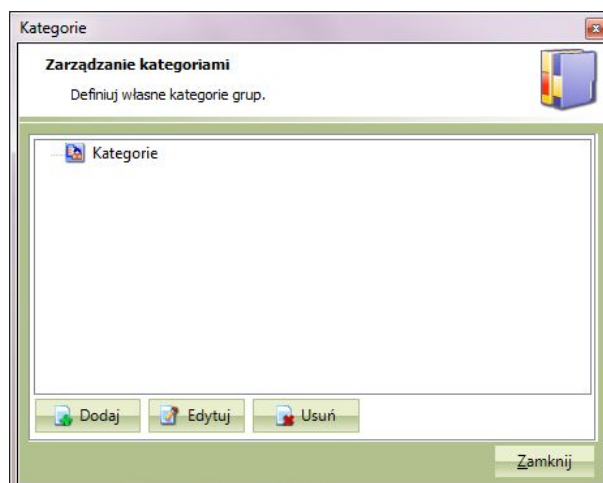 Kategorie
Zarządzanie kategoriami
Definiuj własne kategorie grup.
Kategorie
Dodaj Edytuj Usuń
Zamknij